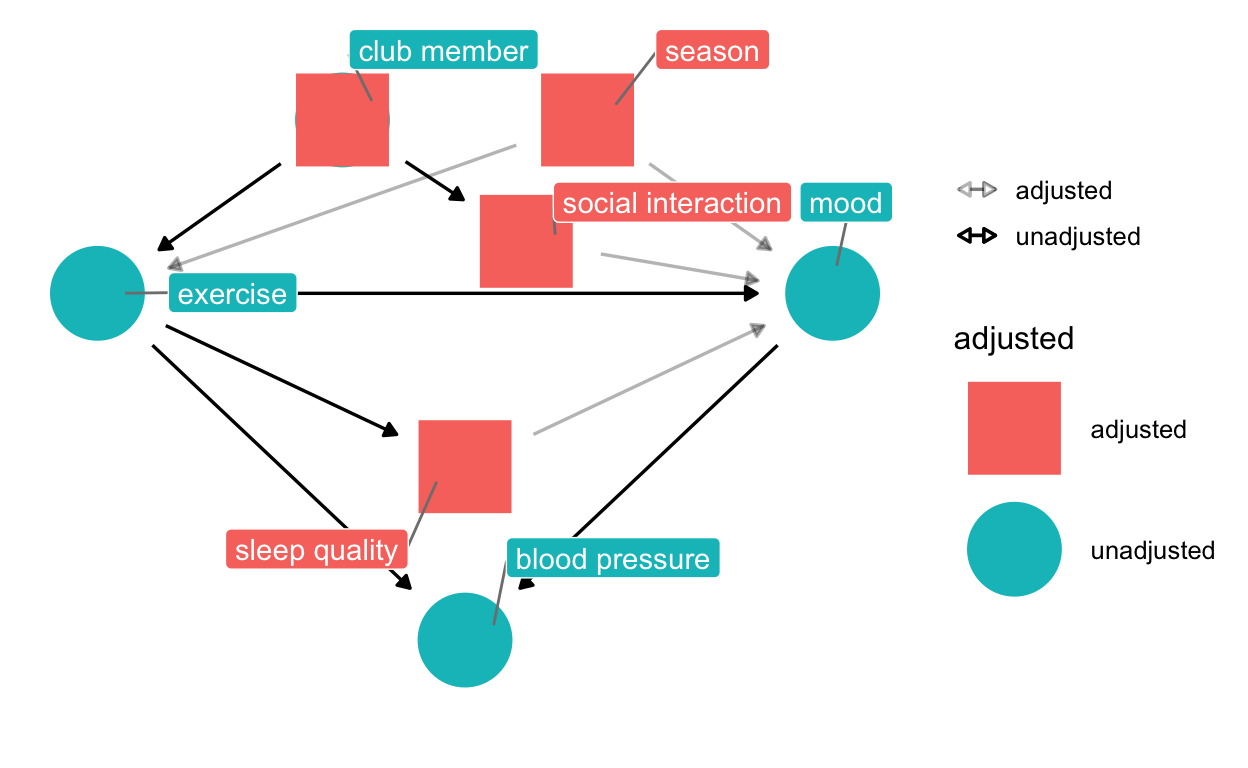 club member
season
social interaction
mood
exercise
sleep quality
blood pressure
adjusted
unadjusted
adjusted
adjusted
unadjusted